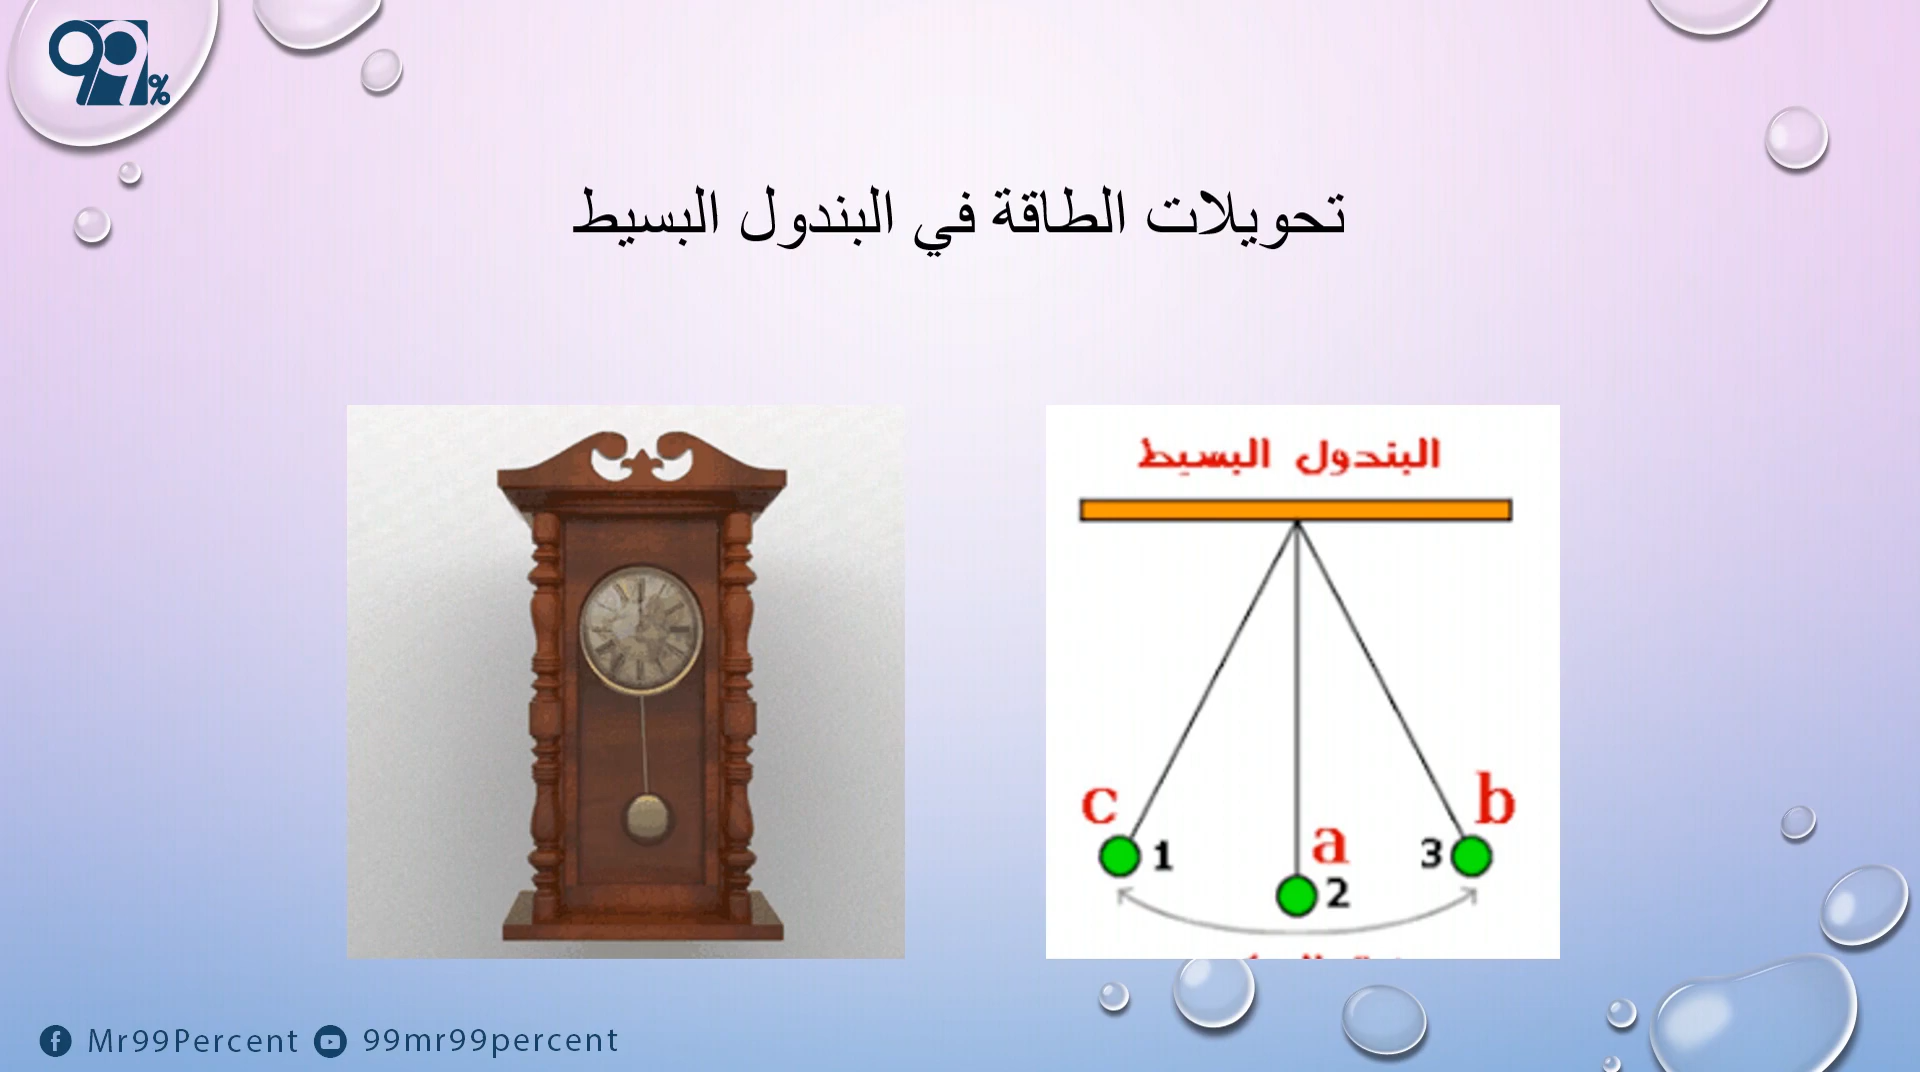 99%
تحويلات الطاقة في البندول البسيط
البندول البسيط
c
b
1
a
3
2
Mr99Percent 99mr99percent